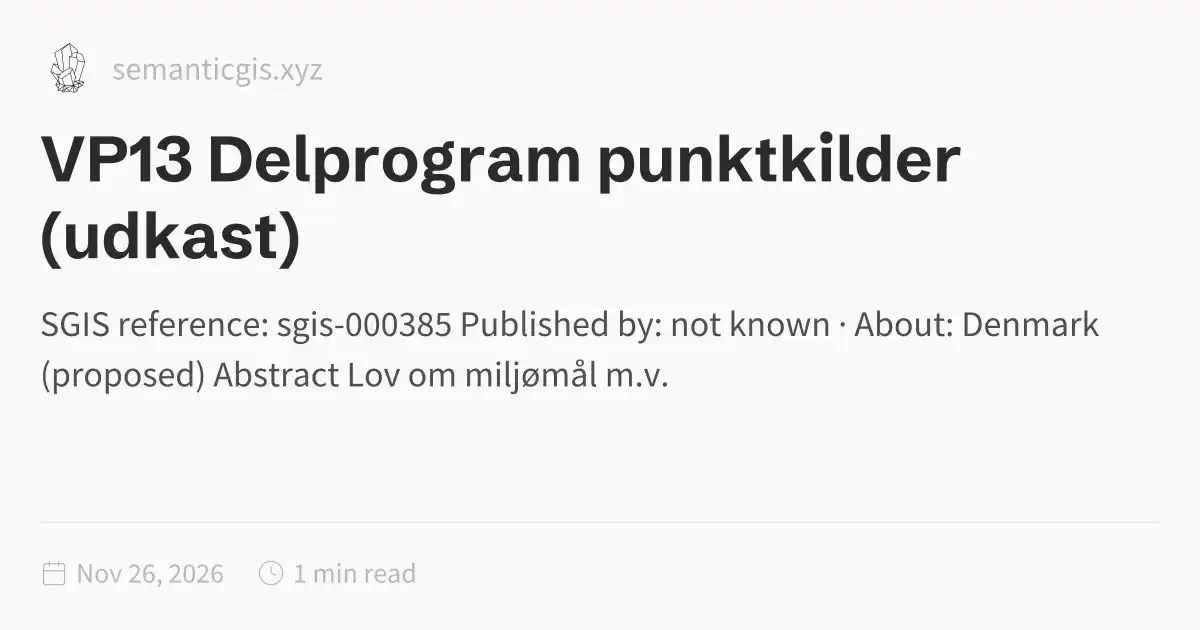 semanticgis.xyz
VP13 Delprogram punktkilder
(udkast)
SGIS reference: sgis-000385 Published by: not known · About: Denmark
(proposed) Abstract Lov om miljømål m.v.
Nov 26, 2026 1 min read